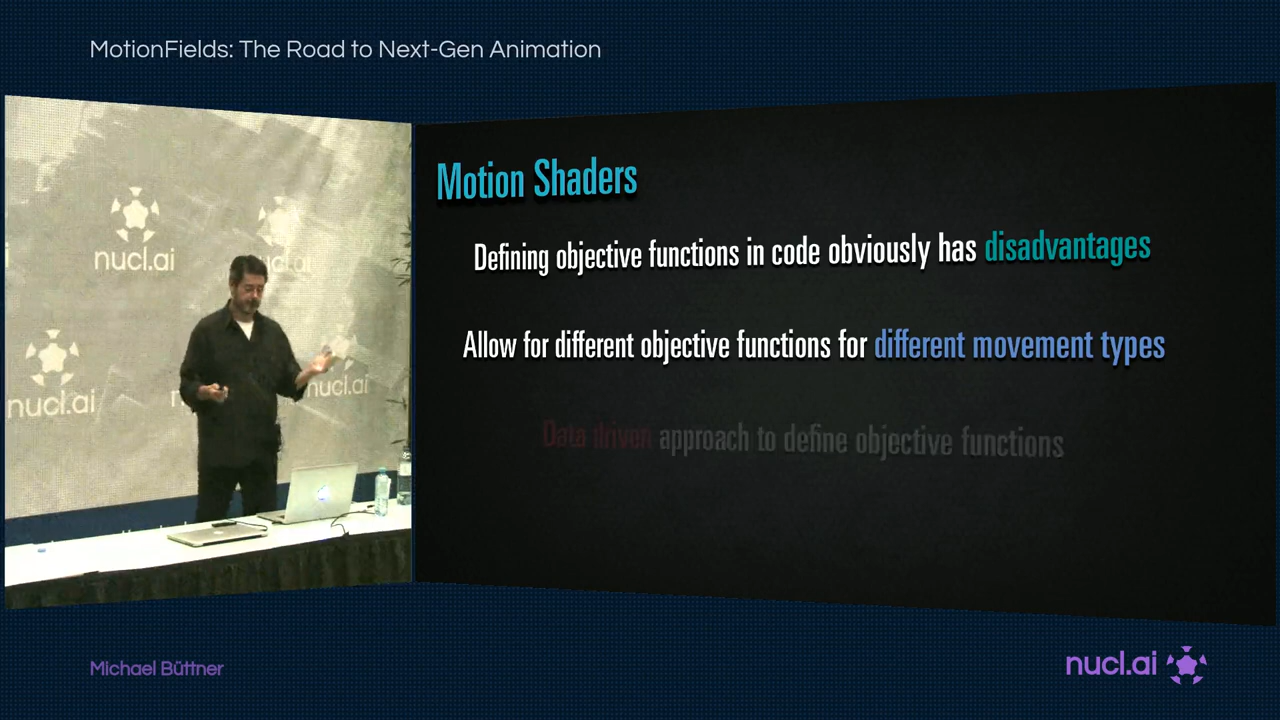 MotionFields: The Road to Next-Gen Animation
nucl.ai
nucl.ai
nucl.ai
nucl.ai
Motion Shaders
Defining objective functions in code obviously has disadvantages
Allow for different objective functions for different movement types
Data driven approach to define objective functions
Michael Büttner
nucl.ai